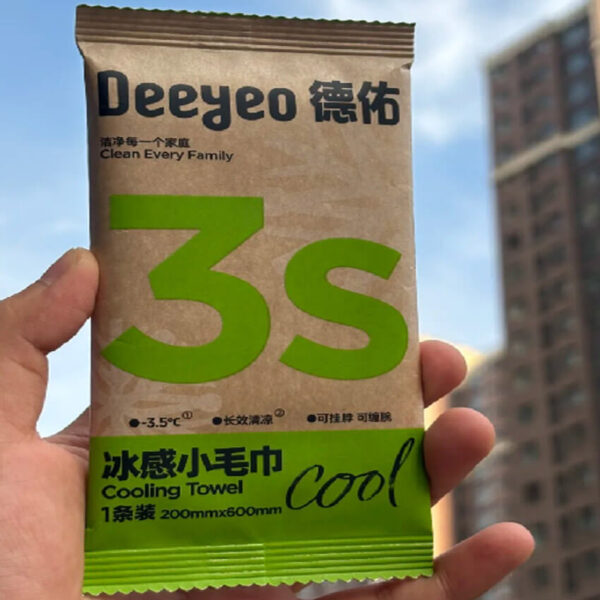 Deeyeo 德佑
洁净每一个家庭
Clean Every Family
3s
●-3.5℃① ●长效清凉② ●可挂脖 可缠腕
冰感小毛巾
Cooling Towel
cool
1条装 200mmx600mm